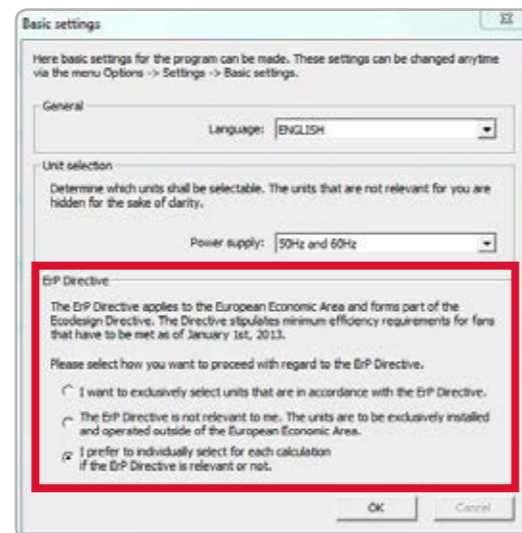 Basic settings
Here basic settings for the program can be made. These settings can be changed anytime
via the menu Options -> Settings -> Basic settings.
General
Language: ENGLISH
Unit selection
Determine which units shall be selectable. The units that are not relevant for you are
hidden for the sake of clarity.
Power supply: 50Hz and 60Hz
ErP Directive
The ErP Directive applies to the European Economic Area and forms part of the
Ecodesign Directive. The Directive stipulates minimum efficiency requirements for fans
that have to be met as of January 1st, 2013.
Please select how you want to proceed with regard to the ErP Directive.
I want to exclusively select units that are in accordance with the ErP Directive.
The ErP Directive is not relevant to me. The units are to be exclusively installed
and operated outside of the European Economic Area.
I prefer to individually select for each calculation
if the ErP Directive is relevant or not.
OK Cancel